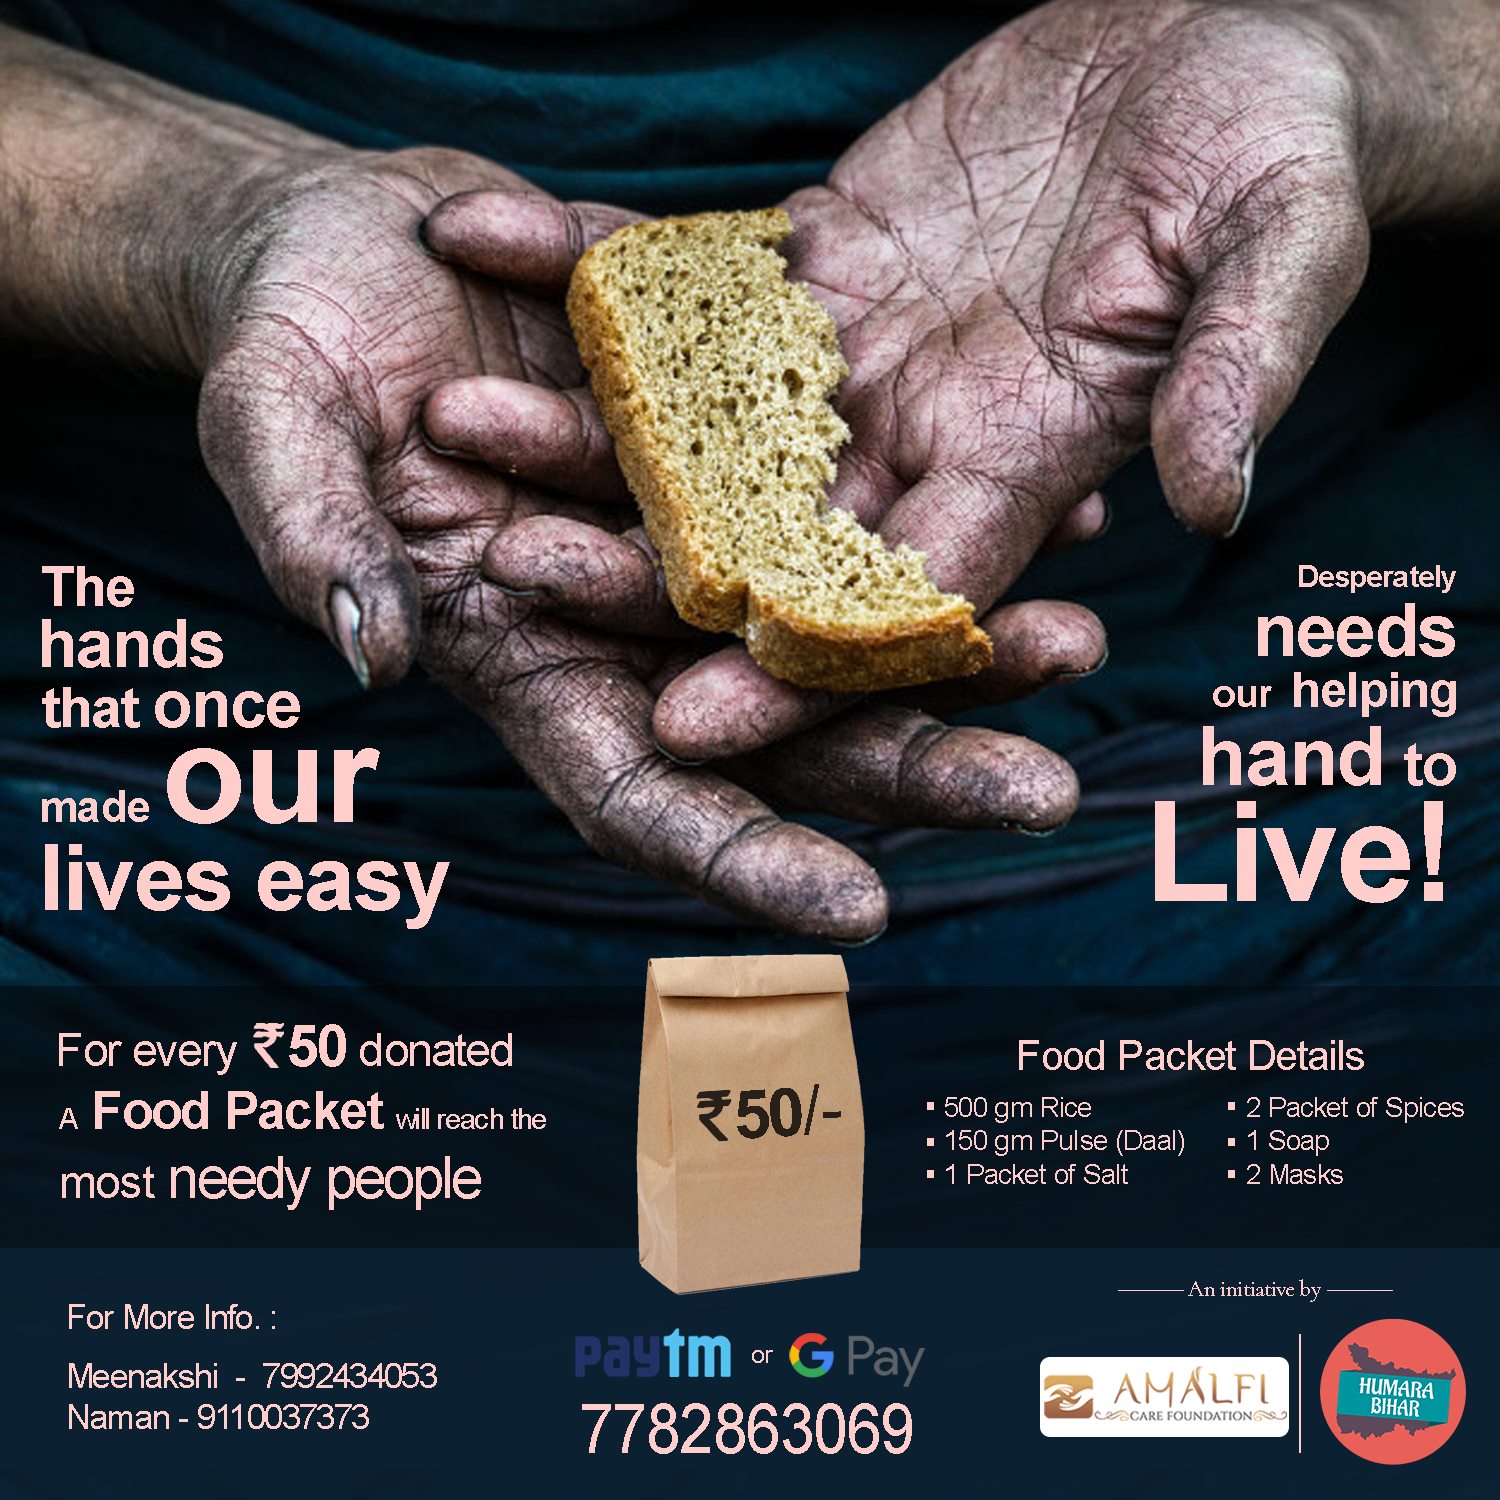 The
hands
that once
made our
lives easy
Desperately
needs
our helping
hand to
Live!
For every ₹50 donated
A Food Packet will reach the
most needy people
₹50/-
Food Packet Details
▪ 500 gm Rice
▪ 150 gm Pulse (Daal)
▪ 1 Packet of Salt
▪ 2 Packet of Spices
▪ 1 Soap
▪ 2 Masks
For More Info. :
Meenakshi - 7992434053
Naman - 9110037373
paytm or G Pay
7782863069
An initiative by
AMALFI
CARE FOUNDATION
HUMARA
BIHAR